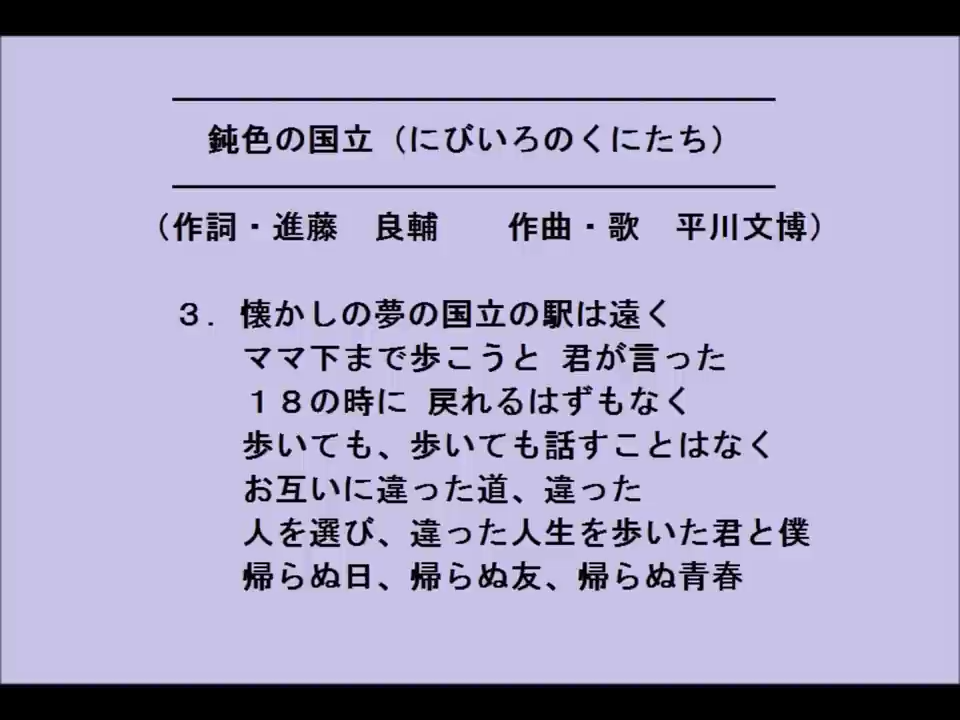 鈍色の国立（にびいろのくにたち）
（作詞・進藤　良輔　　作曲・歌　平川文博）
３．懐かしの夢の国立の駅は遠く
ママ下まで歩こうと 君が言った
１８の時に 戻れるはずもなく
歩いても、歩いても話すことはなく
お互いに違った道、違った
人を選び、違った人生を歩いた君と僕
帰らぬ日、帰らぬ友、帰らぬ青春